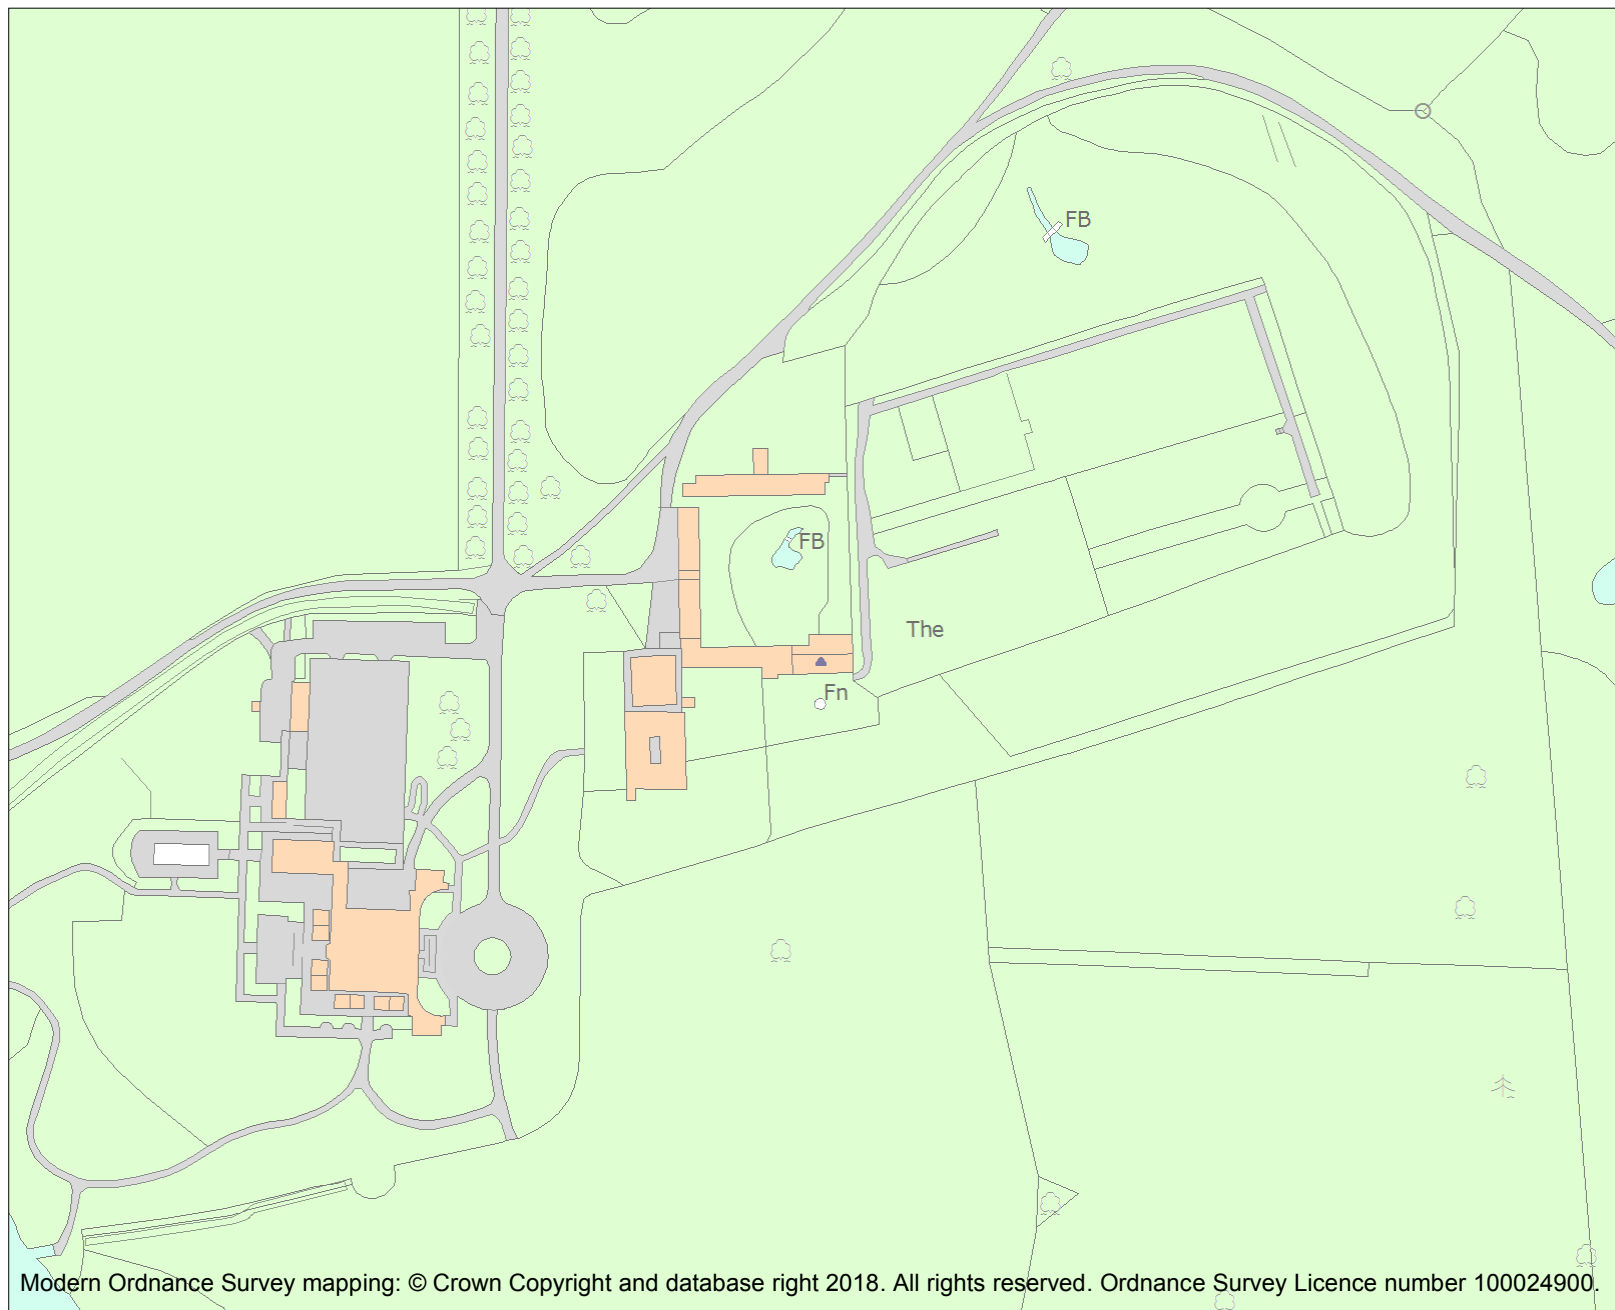 FB
FB
The
Fn
Modern Ordnance Survey mapping: © Crown Copyright and database right 2018. All rights reserved. Ordnance Survey Licence number 100024900.